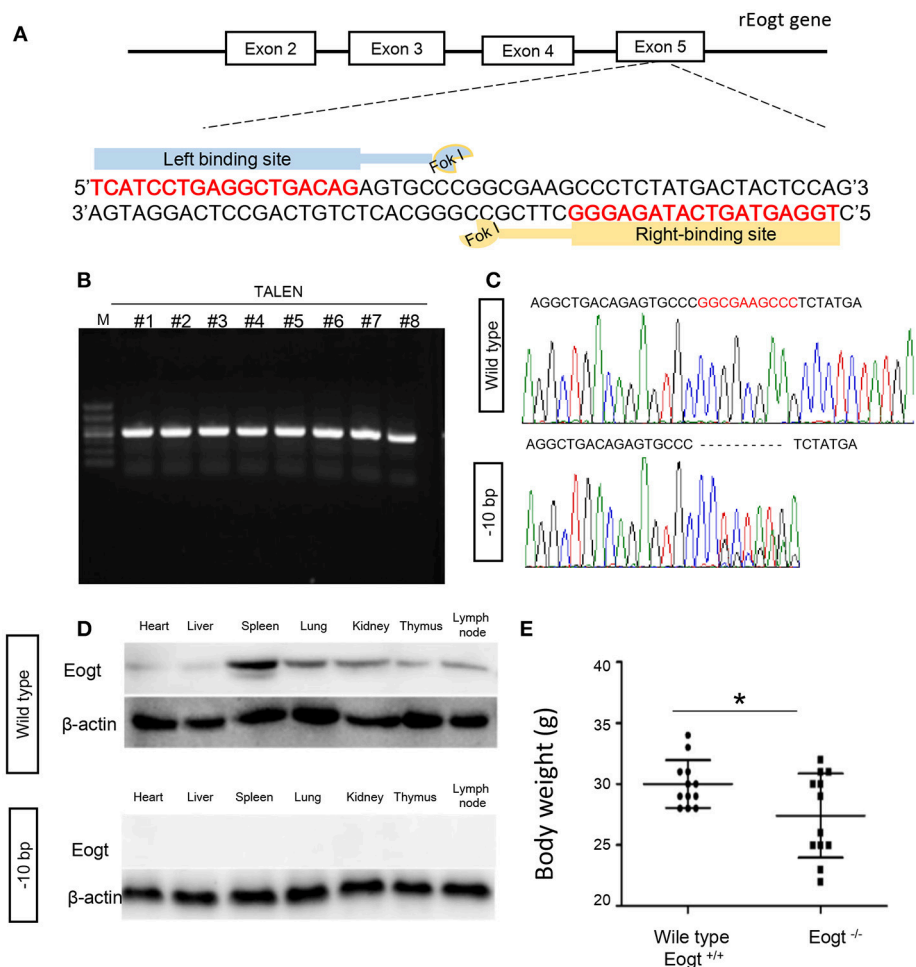 A
rEogt gene
Exon 2 Exon 3 Exon 4 Exon 5
Left binding site
Fok I
5'TCATCCTGAGGCTGACAGAGTGCCCGGCGAAGCCCTCTATGACTACTCCAG'3
3'AGTAGGACTCCGACTGTCTCACGGGCCGCTTCGGGAGATACTGATGAGGTC'5
Fok I
Right-binding site
B
TALEN
M #1 #2 #3 #4 #5 #6 #7 #8
C
Wild type
AGGCTGACAGAGTGCCCGGCGAAGCCCTCTATGA
-10 bp
AGGCTGACAGAGTGCCC - - - - - - - - - - TCTATGA
D
Wild type
Heart Liver Spleen Lung Kidney Thymus Lymph node
Eogt
β-actin
-10 bp
Heart Liver Spleen Lung Kidney Thymus Lymph node
Eogt
β-actin
E
Body weight (g)
40
35
30
25
20
*
Wile type
Eogt +/+
Eogt -/-